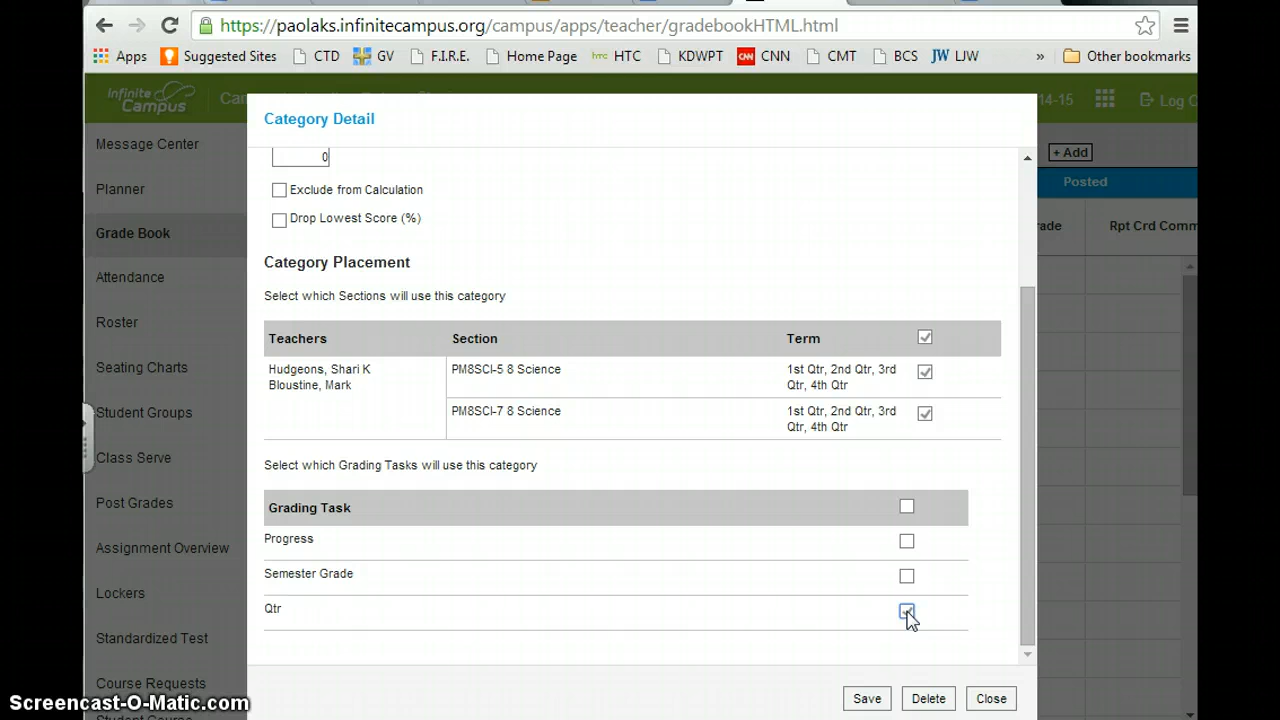 https://paolaks.infinitecampus.org/campus/apps/teacher/gradebookHTML.html
Apps Suggested Sites CTD GV F.I.R.E. Home Page htc HTC KDWPT CNN CNN CMT BCS JW LJW » Other bookmarks
Infinite Campus
14-15
Log
Category Detail
Message Center
0
+ Add
Planner
Exclude from Calculation
Posted
Drop Lowest Score (%)
Grade Book
Rpt Crd Comm
Category Placement
Attendance
Select which Sections will use this category
Roster
Teachers Section Term
Seating Charts
Hudgeons, Shari K
Bloustine, Mark
PM8SCI-5 8 Science
1st Qtr, 2nd Qtr, 3rd
Qtr, 4th Qtr
Student Groups
PM8SCI-7 8 Science
1st Qtr, 2nd Qtr, 3rd
Qtr, 4th Qtr
Class Serve
Select which Grading Tasks will use this category
Post Grades
Grading Task
Assignment Overview
Progress
Lockers
Semester Grade
Standardized Test
Qtr
Course Requests
Save Delete Close
Screencast-O-Matic.com